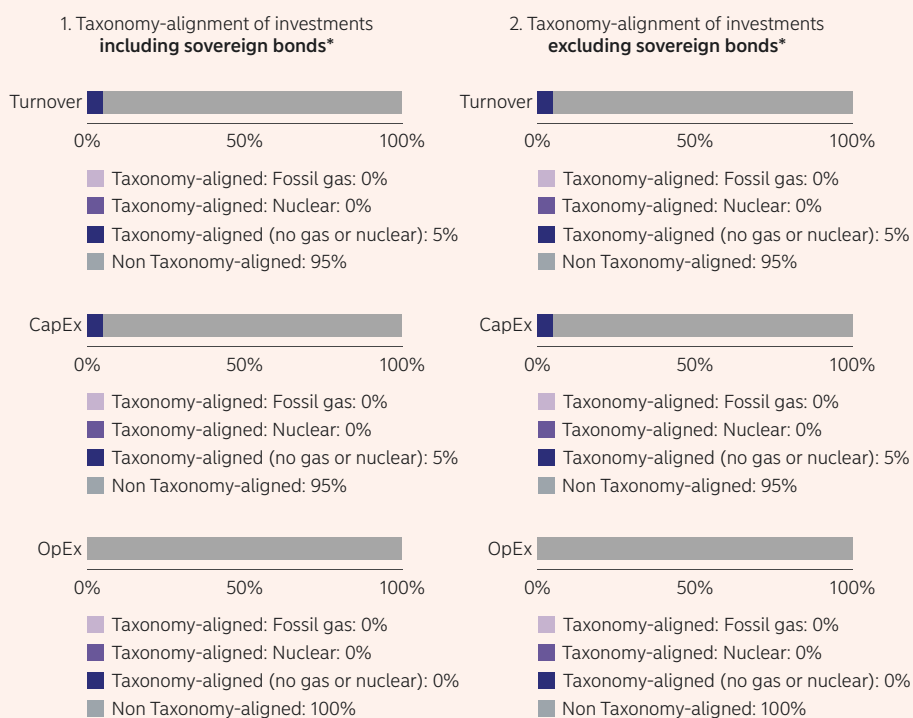 1. Taxonomy-alignment of investments
including sovereign bonds*
Turnover
0% 50% 100%
Taxonomy-aligned: Fossil gas: 0%
Taxonomy-aligned: Nuclear: 0%
Taxonomy-aligned (no gas or nuclear): 5%
Non Taxonomy-aligned: 95%
CapEx
0% 50% 100%
Taxonomy-aligned: Fossil gas: 0%
Taxonomy-aligned: Nuclear: 0%
Taxonomy-aligned (no gas or nuclear): 5%
Non Taxonomy-aligned: 95%
OpEx
0% 50% 100%
Taxonomy-aligned: Fossil gas: 0%
Taxonomy-aligned: Nuclear: 0%
Taxonomy-aligned (no gas or nuclear): 0%
Non Taxonomy-aligned: 100%
2. Taxonomy-alignment of investments
excluding sovereign bonds*
Turnover
0% 50% 100%
Taxonomy-aligned: Fossil gas: 0%
Taxonomy-aligned: Nuclear: 0%
Taxonomy-aligned (no gas or nuclear): 5%
Non Taxonomy-aligned: 95%
CapEx
0% 50% 100%
Taxonomy-aligned: Fossil gas: 0%
Taxonomy-aligned: Nuclear: 0%
Taxonomy-aligned (no gas or nuclear): 5%
Non Taxonomy-aligned: 95%
OpEx
0% 50% 100%
Taxonomy-aligned: Fossil gas: 0%
Taxonomy-aligned: Nuclear: 0%
Taxonomy-aligned (no gas or nuclear): 0%
Non Taxonomy-aligned: 100%